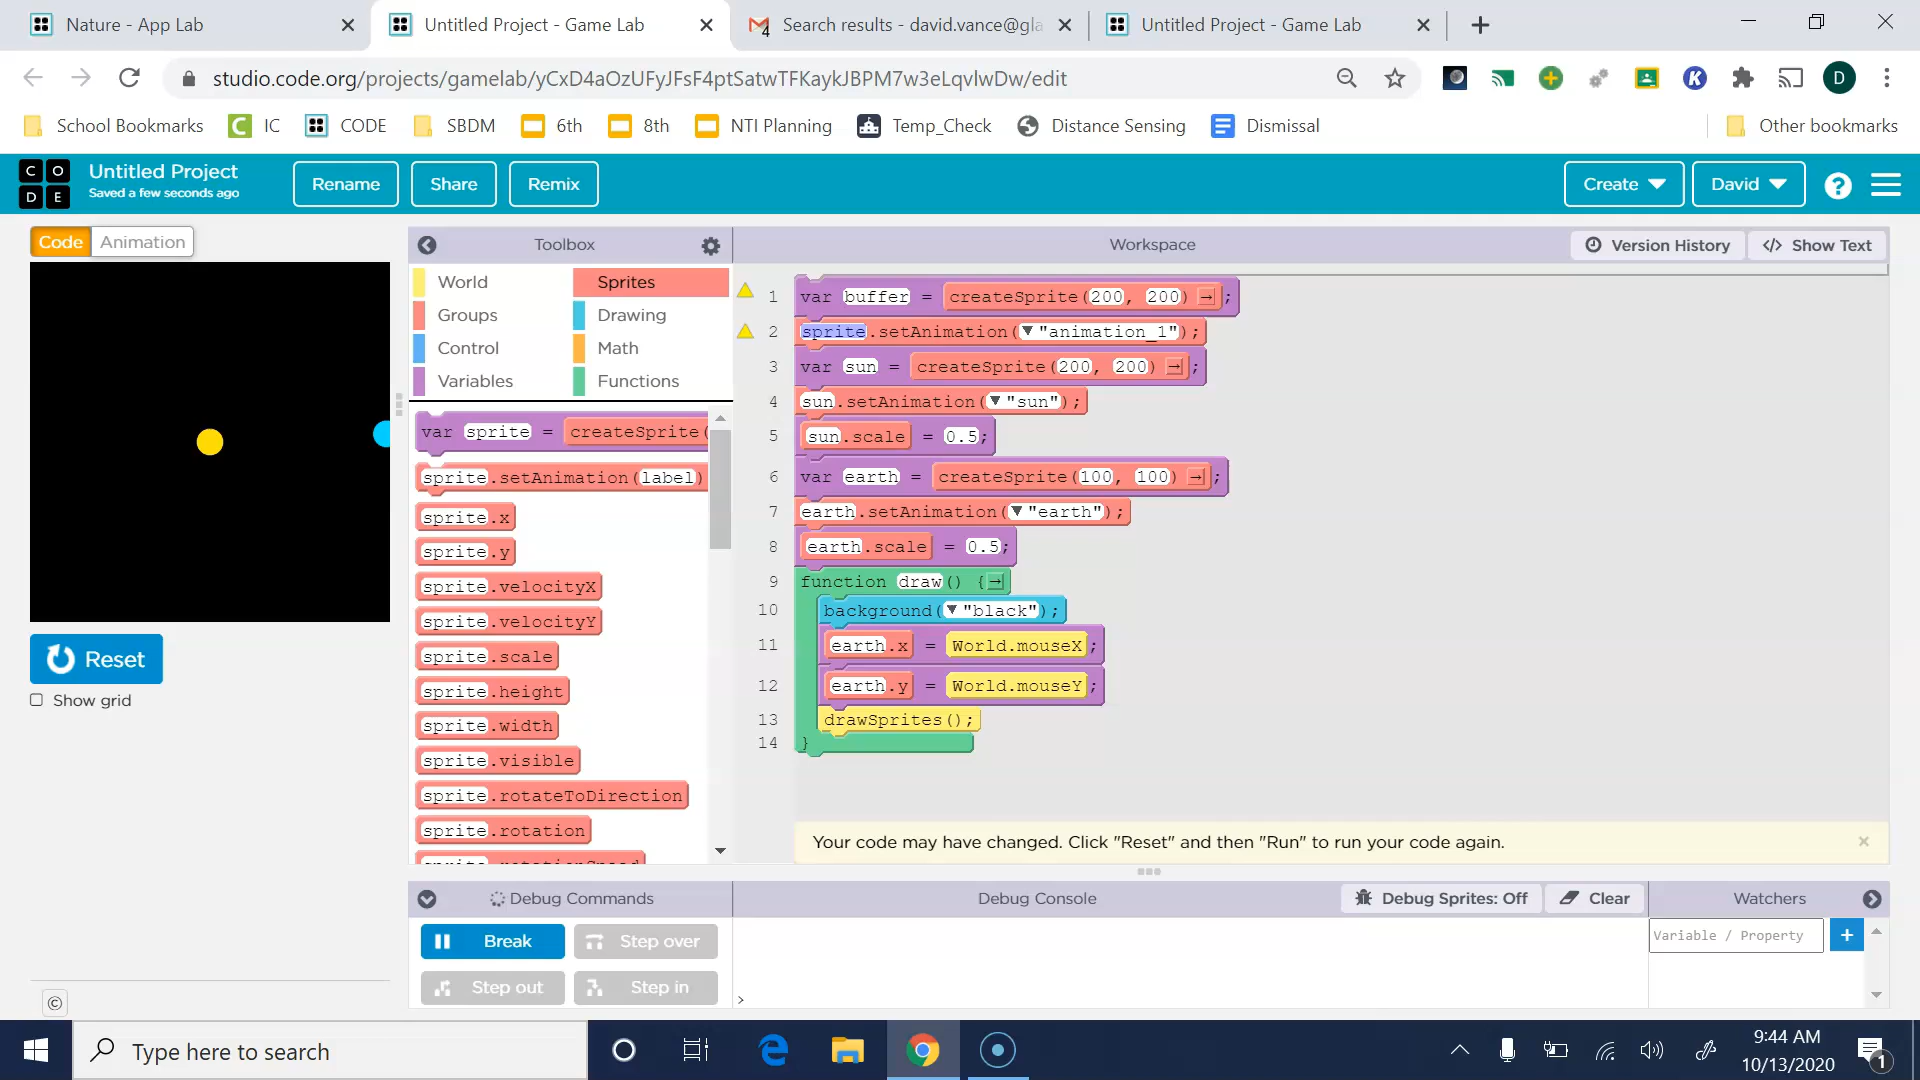 Nature - App Lab
Untitled Project - Game Lab
Search results - david.vance@gla
Untitled Project - Game Lab
studio.code.org/projects/gamelab/yCxD4aOzUFyJFsF4ptSatwTFKaykJBPM7w3eLqvlwDw/edit
D
School Bookmarks
IC
CODE
SBDM
6th
8th
NTI Planning
Temp_Check
Distance Sensing
Dismissal
Other bookmarks
C O
D E
Untitled Project
Saved a few seconds ago
Rename
Share
Remix
Create
David
?
Code
Animation
Toolbox
Workspace
Version History
</> Show Text
World
Sprites
Groups
Drawing
Control
Math
Variables
Functions
var sprite = createSprite(
sprite.setAnimation(label)
sprite.x
sprite.y
sprite.velocityX
sprite.velocityY
sprite.scale
sprite.height
sprite.width
sprite.visible
sprite.rotateToDirection
sprite.rotation
1 var buffer = createSprite(200, 200) → ;
2 sprite.setAnimation(▼"animation_1");
3 var sun = createSprite(200, 200) → ;
4 sun.setAnimation(▼"sun");
5 sun.scale = 0.5;
6 var earth = createSprite(100, 100) → ;
7 earth.setAnimation(▼"earth");
8 earth.scale = 0.5;
9 function draw() { →
10 background(▼"black");
11 earth.x = World.mouseX ;
12 earth.y = World.mouseY ;
13 drawSprites();
14 }
Reset
Show grid
Your code may have changed. Click "Reset" and then "Run" to run your code again.
×
Debug Commands
Debug Console
Debug Sprites: Off
Clear
Watchers
Break
Step over
Step out
Step in
Variable / Property
+
>
©
Type here to search
9:44 AM
10/13/2020
1